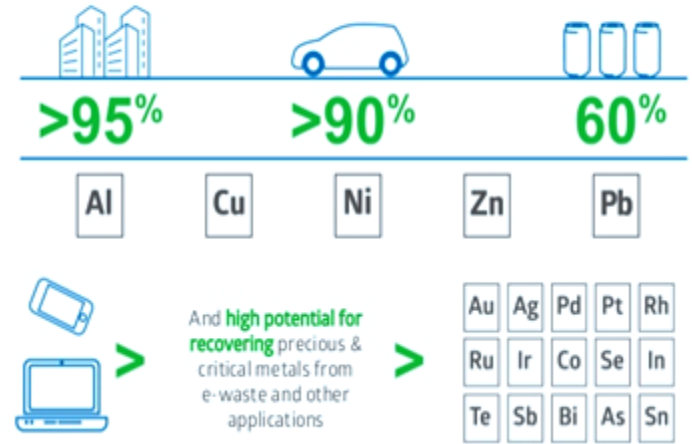 >95% >90% 60%
Al Cu Ni Zn Pb
And high potential for
recovering precious &
critical metals from
e-waste and other
applications
> >
Au Ag Pd Pt Rh
Ru Ir Co Se In
Te Sb Bi As Sn